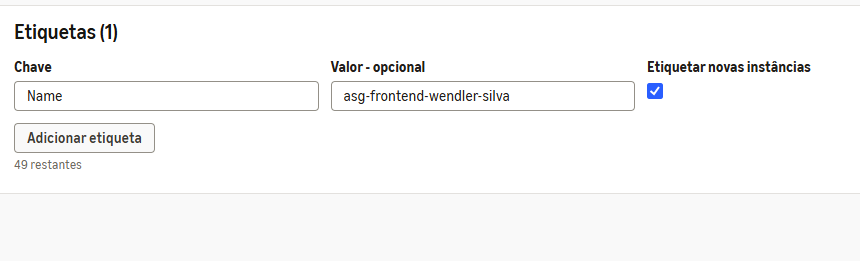 Etiquetas (1)
Chave Valor - opcional Etiquetar novas instâncias
Name asg-frontend-wendler-silva
Adicionar etiqueta
49 restantes